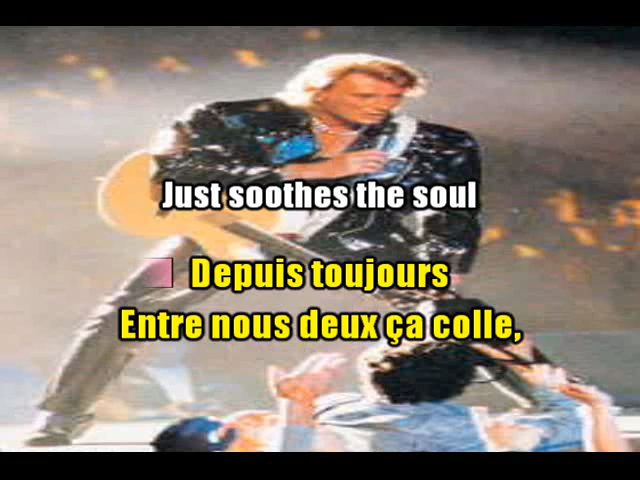 Just soothes the soul
Depuis toujours
Entre nous deux ça colle,